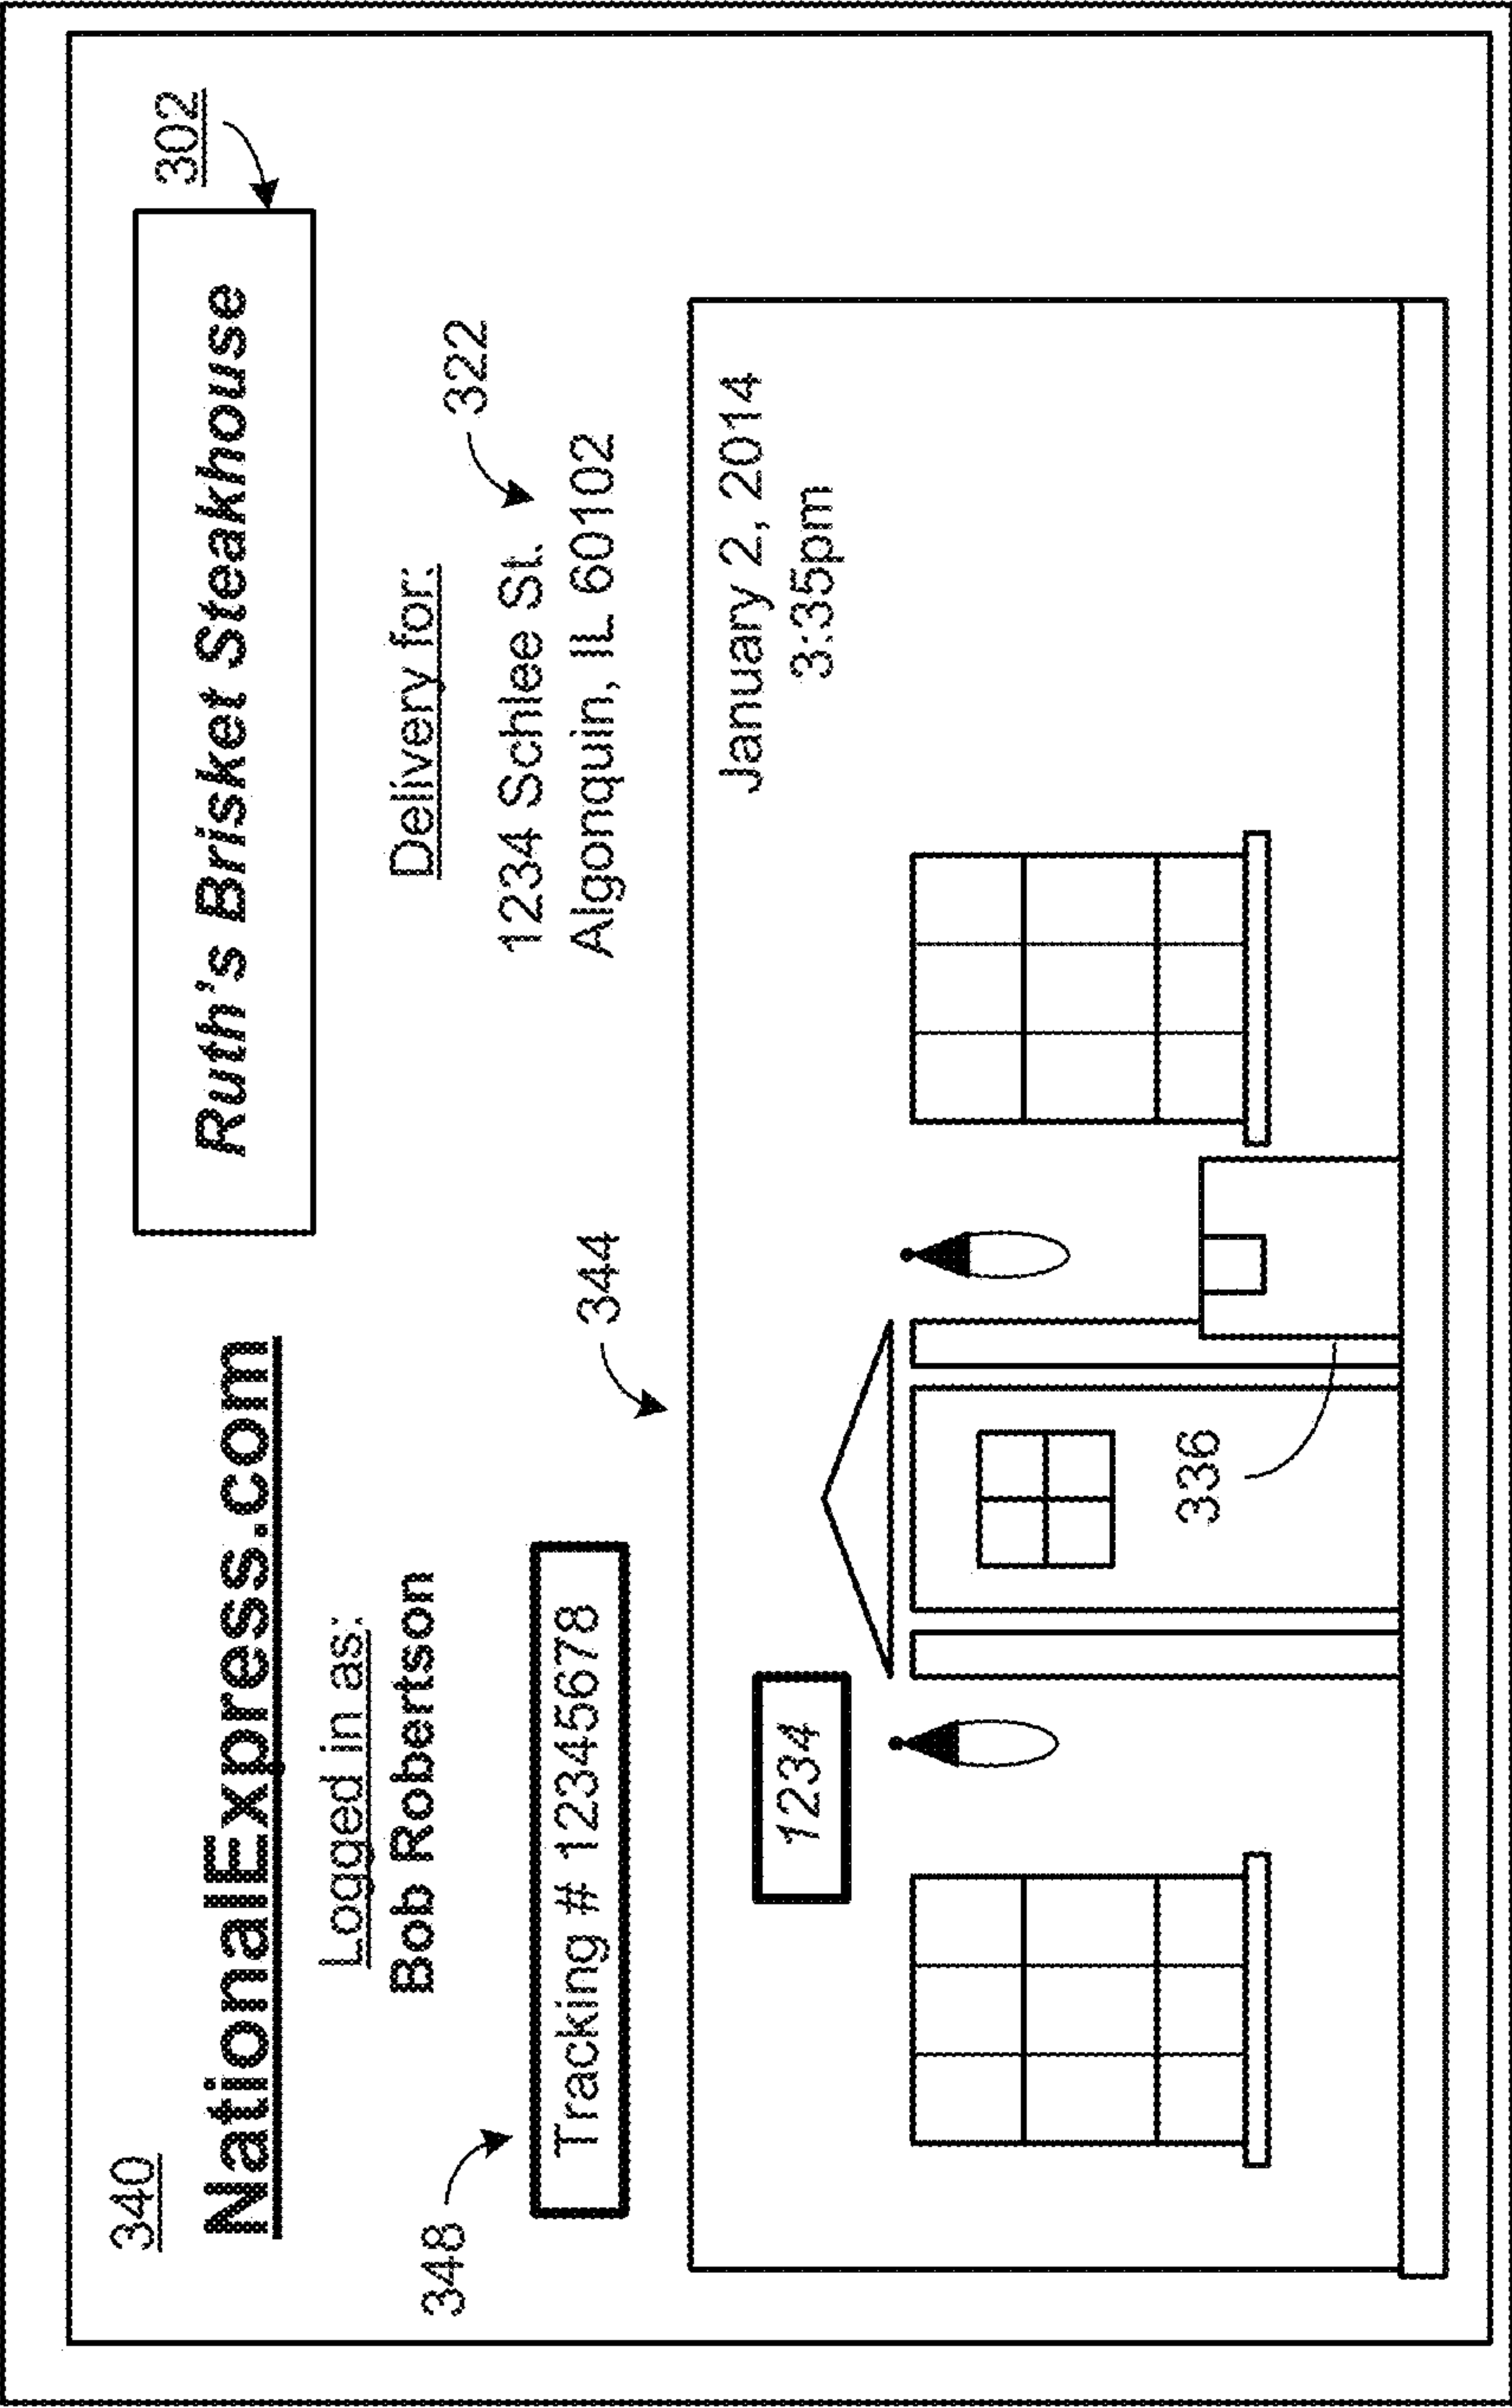 340
NationalExpress.com
Logged in as:
Bob Robertson
348
Tracking # 12345678
302
Ruth's Brisket Steakhouse
Delivery for:
322
1234 Schlee St.
Algonquin, IL 60102
344
January 2, 2014
3:35pm
1234
336